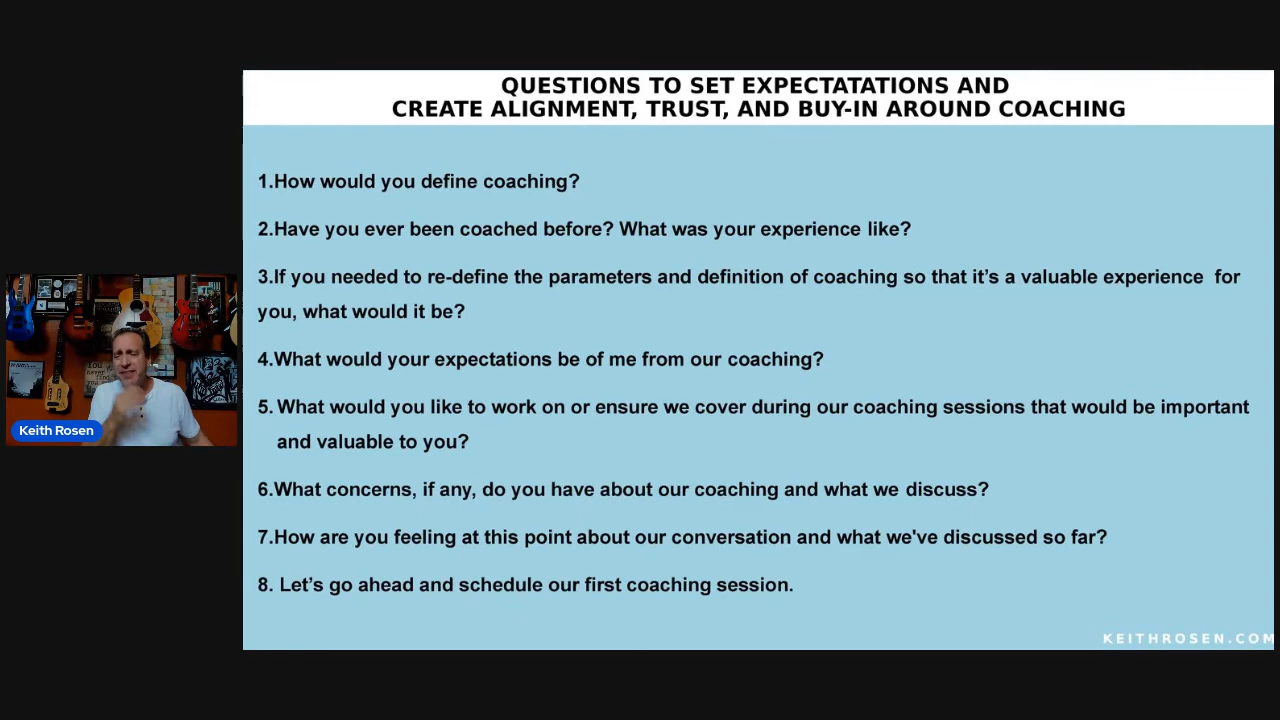 QUESTIONS TO SET EXPECTATATIONS AND
CREATE ALIGNMENT, TRUST, AND BUY-IN AROUND COACHING
1.How would you define coaching?
2.Have you ever been coached before? What was your experience like?
3.If you needed to re-define the parameters and definition of coaching so that it’s a valuable experience for
you, what would it be?
4.What would your expectations be of me from our coaching?
5. What would you like to work on or ensure we cover during our coaching sessions that would be important
and valuable to you?
6.What concerns, if any, do you have about our coaching and what we discuss?
7.How are you feeling at this point about our conversation and what we've discussed so far?
8. Let’s go ahead and schedule our first coaching session.
KEITHROSEN.COM
Keith Rosen